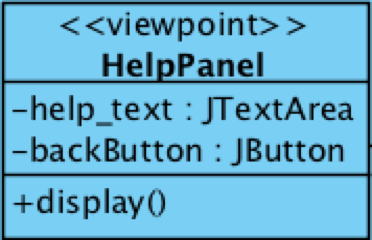 <<viewpoint>>
HelpPanel
-help_text : JTextArea
-backButton : JButton
+display()